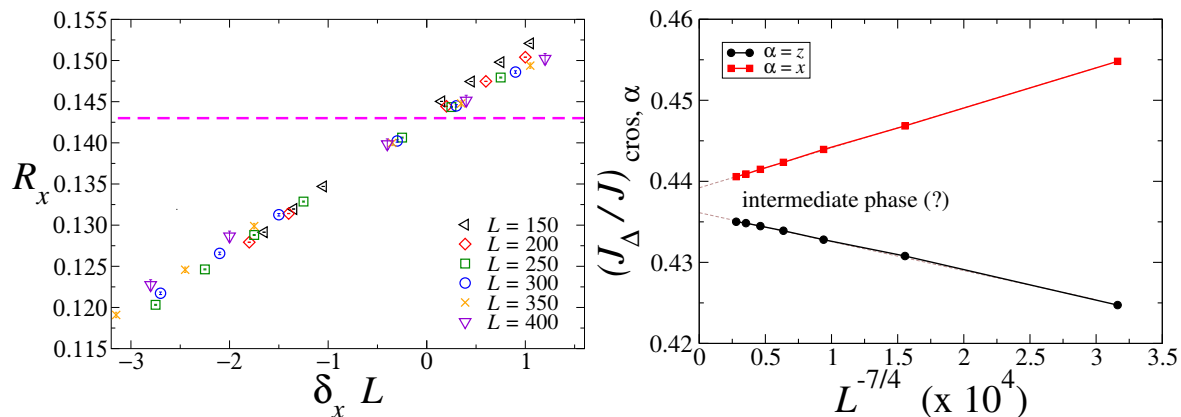 0.155
0.150
0.145
0.140
0.135
0.130
0.125
0.120
0.115
R_x
L = 150
L = 200
L = 250
L = 300
L = 350
L = 400
−3 −2 −1 0 1
δ_x L
0.46
0.45
0.44
0.43
0.42
(J_Δ / J)_cros, α
α = z
α = x
intermediate phase (?)
0 0.5 1 1.5 2 2.5 3 3.5
L^−7/4 (x 10^4)